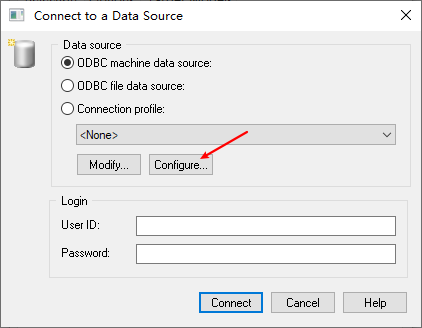 Connect to a Data Source
Data source
ODBC machine data source:
ODBC file data source:
Connection profile:
<None>
Modify... Configure...
Login
User ID:
Password:
Connect Cancel Help